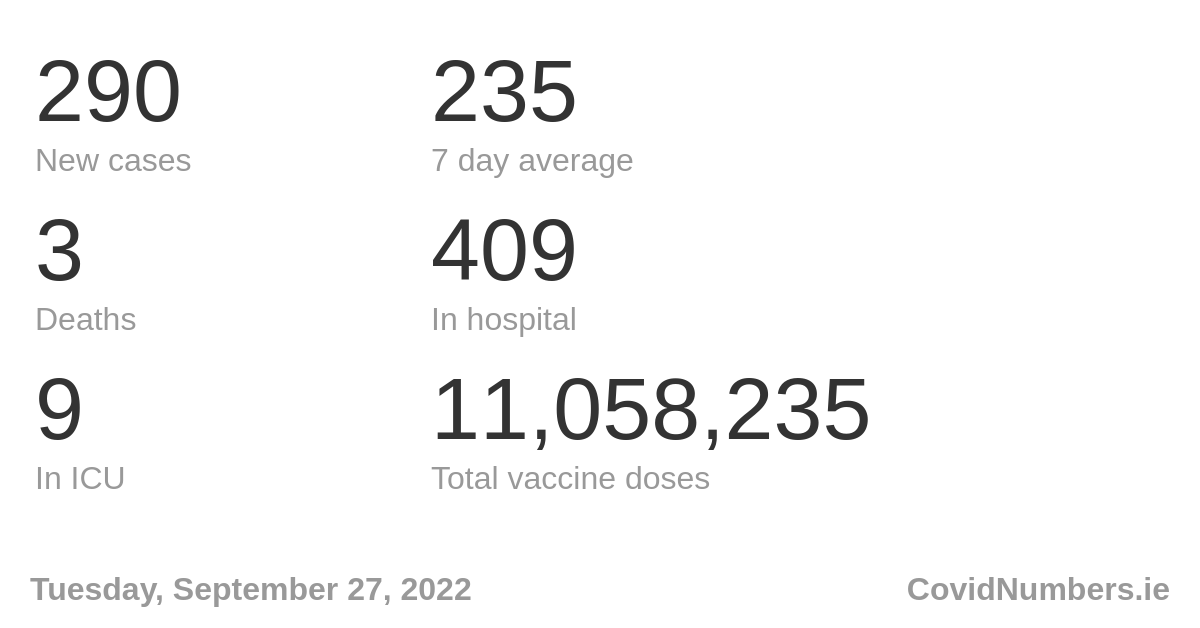 290
235
New cases
7 day average
3
409
Deaths
In hospital
9
11,058,235
In ICU
Total vaccine doses
Tuesday, September 27, 2022
CovidNumbers.ie